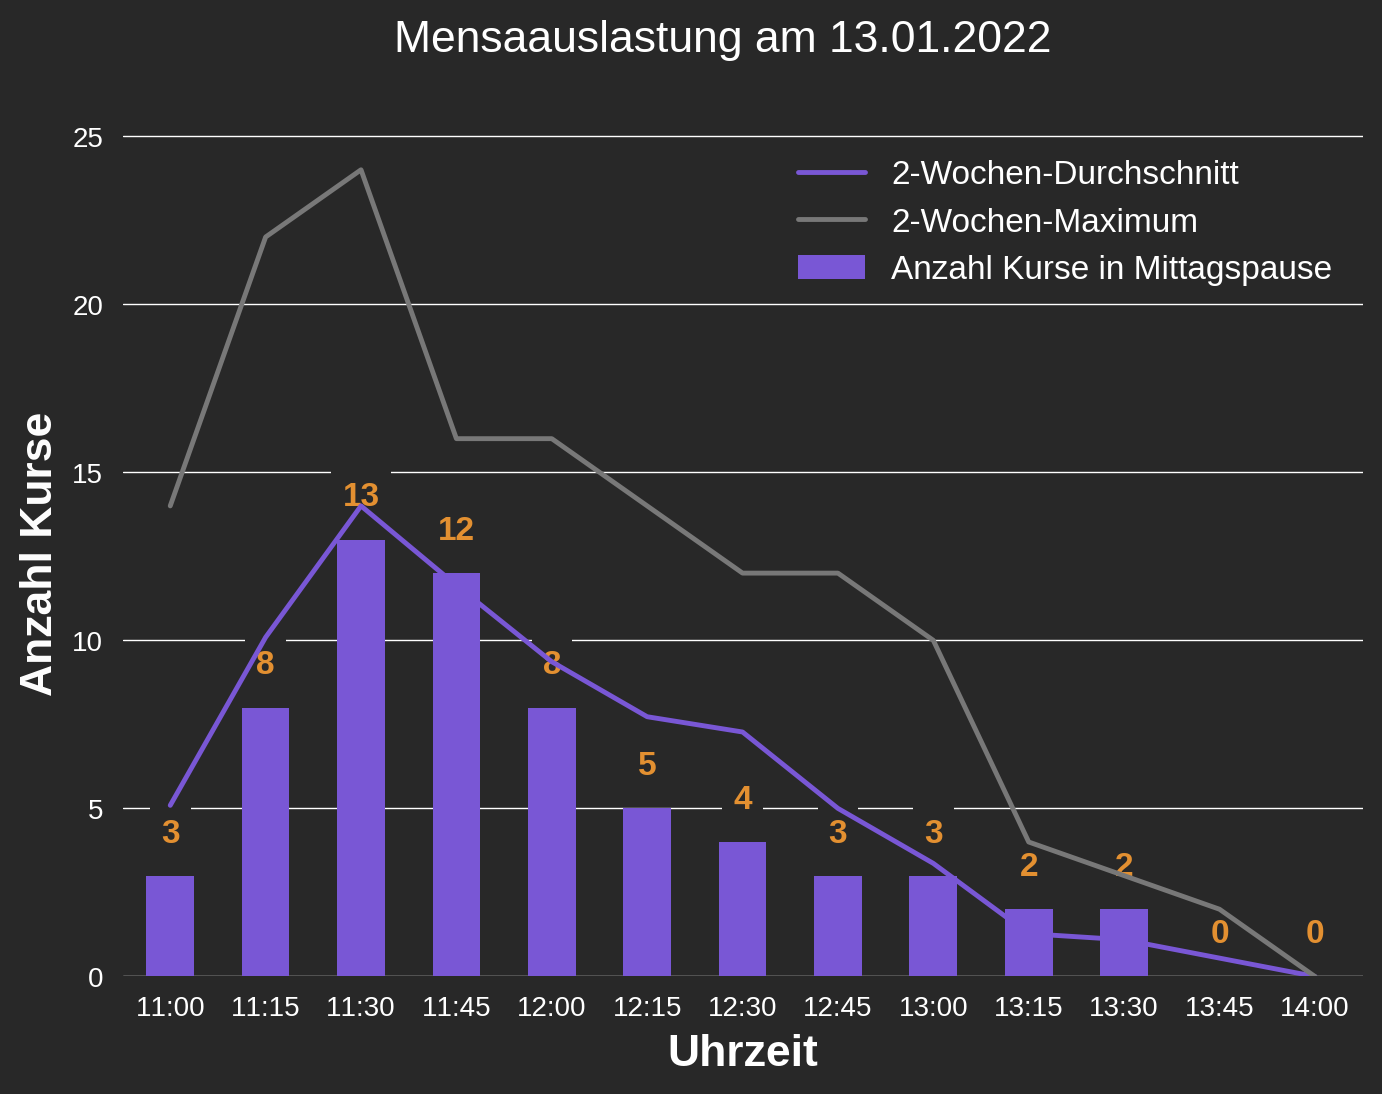 Mensaauslastung am 13.01.2022
2-Wochen-Durchschnitt
2-Wochen-Maximum
Anzahl Kurse in Mittagspause
Anzahl Kurse
25
20
15
10
5
0
3
8
13
12
8
5
4
3
3
2
2
0
0
11:00 11:15 11:30 11:45 12:00 12:15 12:30 12:45 13:00 13:15 13:30 13:45 14:00
Uhrzeit